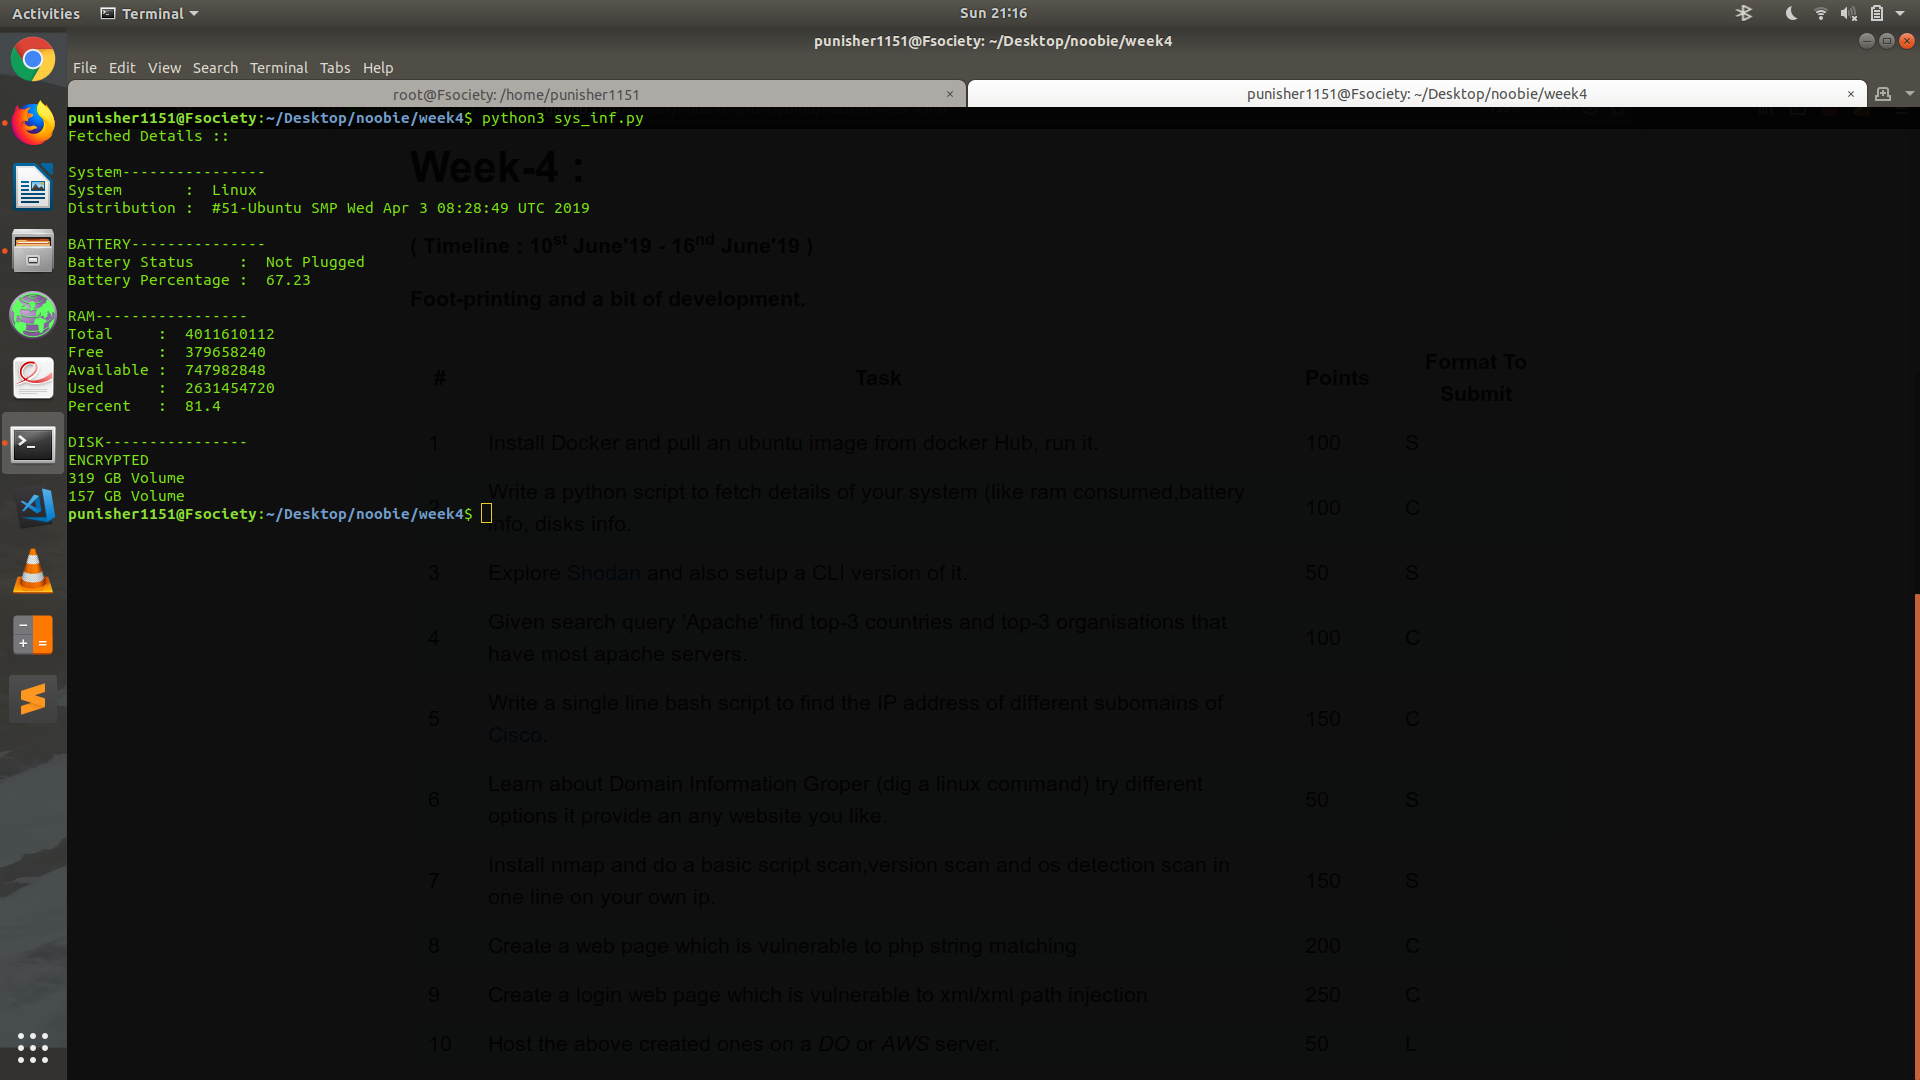 Activities Terminal Sun 21:16
punisher1151@Fsociety: ~/Desktop/noobie/week4
File Edit View Search Terminal Tabs Help
root@Fsociety: /home/punisher1151 × punisher1151@Fsociety: ~/Desktop/noobie/week4 ×
punisher1151@Fsociety:~/Desktop/noobie/week4$ python3 sys_inf.py
Fetched Details ::
System----------------
System : Linux
Distribution : #51-Ubuntu SMP Wed Apr 3 08:28:49 UTC 2019
BATTERY---------------
Battery Status : Not Plugged
Battery Percentage : 67.23
RAM-----------------
Total : 4011610112
Free : 379658240
Available : 747982848
Used : 2631454720
Percent : 81.4
DISK----------------
ENCRYPTED
319 GB Volume
157 GB Volume
punisher1151@Fsociety:~/Desktop/noobie/week4$
Week-4 :
( Timeline : 10st June'19 - 16nd June'19 )
Foot-printing and a bit of development.
# Task Points Format To
Submit
1 Install Docker and pull an ubuntu image from docker Hub, run it. 100 S
2 Write a python script to fetch details of your system (like ram consumed,battery
info, disks info. 100 C
3 Explore Shodan and also setup a CLI version of it. 50 S
4 Given search query 'Apache' find top-3 countries and top-3 organisations that
have most apache servers. 100 C
5 Write a single line bash script to find the IP address of different subomains of
Cisco. 150 C
6 Learn about Domain Information Groper (dig a linux command) try different
options it provide an any website you like. 50 S
7 Install nmap and do a basic script scan,version scan and os detection scan in
one line on your own ip. 150 S
8 Create a web page which is vulnerable to php string matching 200 C
9 Create a login web page which is vulnerable to xml/xml path injection 250 C
10 Host the above created ones on a DO or AWS server. 50 L